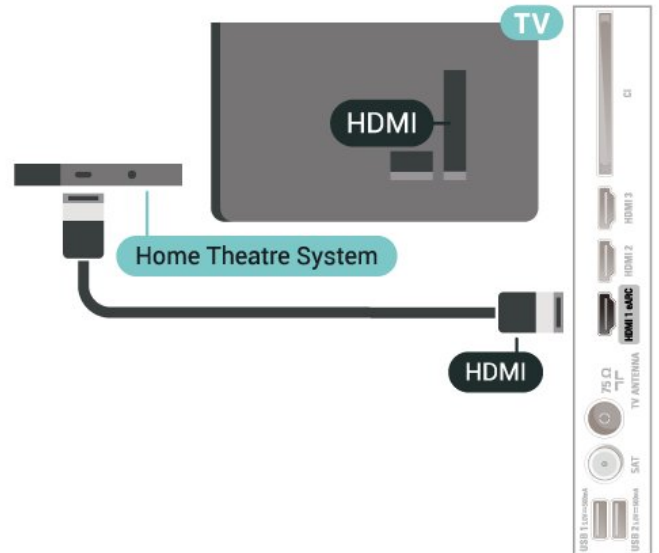 TV
HDMI
Home Theatre System
HDMI
CI
HDMI 3
HDMI 2
HDMI 1 eARC
75 Ω
TV ANTENNA
SAT
USB 1
USB 2